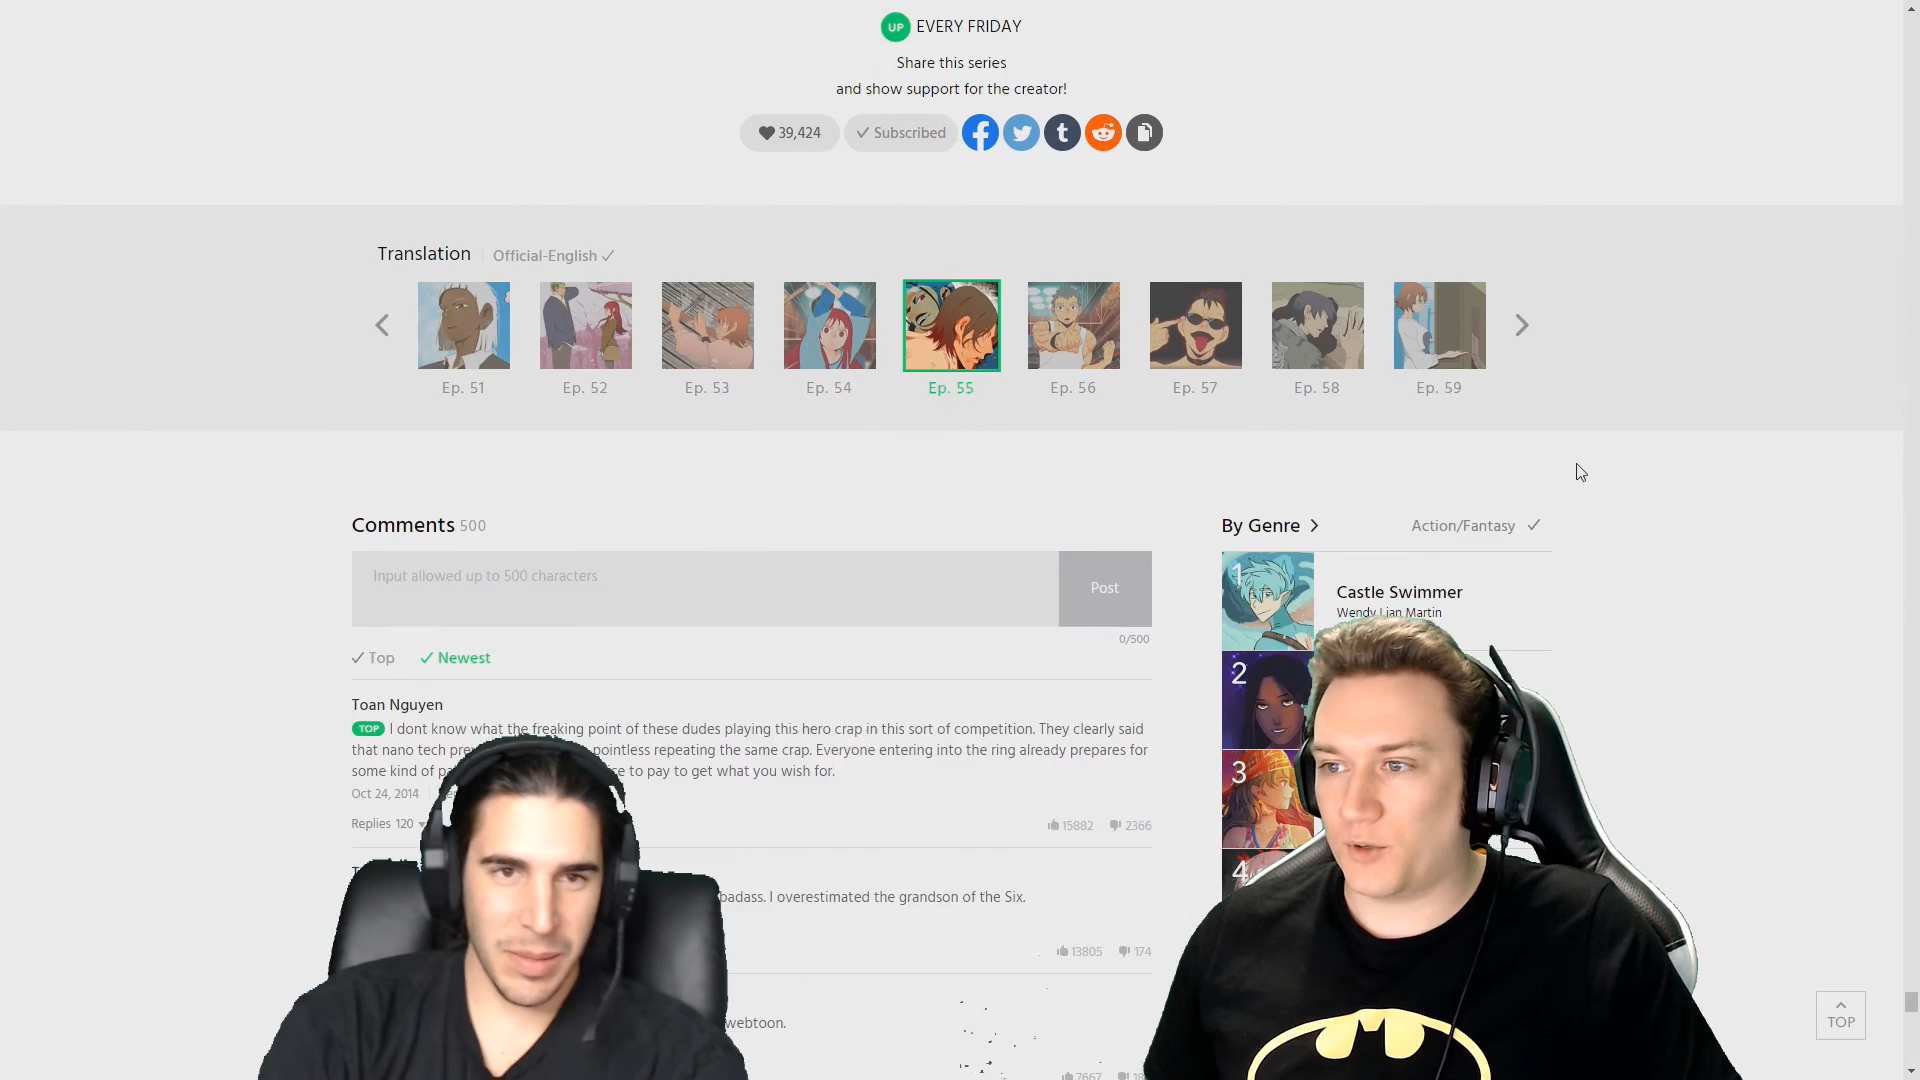 UP EVERY FRIDAY
Share this series
and show support for the creator!
39,424 Subscribed
Translation Official-English
Ep. 51 Ep. 52 Ep. 53 Ep. 54 Ep. 55 Ep. 56 Ep. 57 Ep. 58 Ep. 59
Comments 500
Input allowed up to 500 characters
Post
0/500
Top Newest
Toan Nguyen
TOP I dont know what the freaking point of these dudes playing this hero crap in this sort of competition. They clearly said
that nano tech pointless repeating the same crap. Everyone entering into the ring already prepares for
some kind of to pay to get what you wish for.
Oct 24, 2014
Replies 120
15882 2366
badass. I overestimated the grandson of the Six.
13805 174
webtoon.
7667
By Genre Action/Fantasy
1
Castle Swimmer
Wendy Lian Martin
2
3
4
TOP